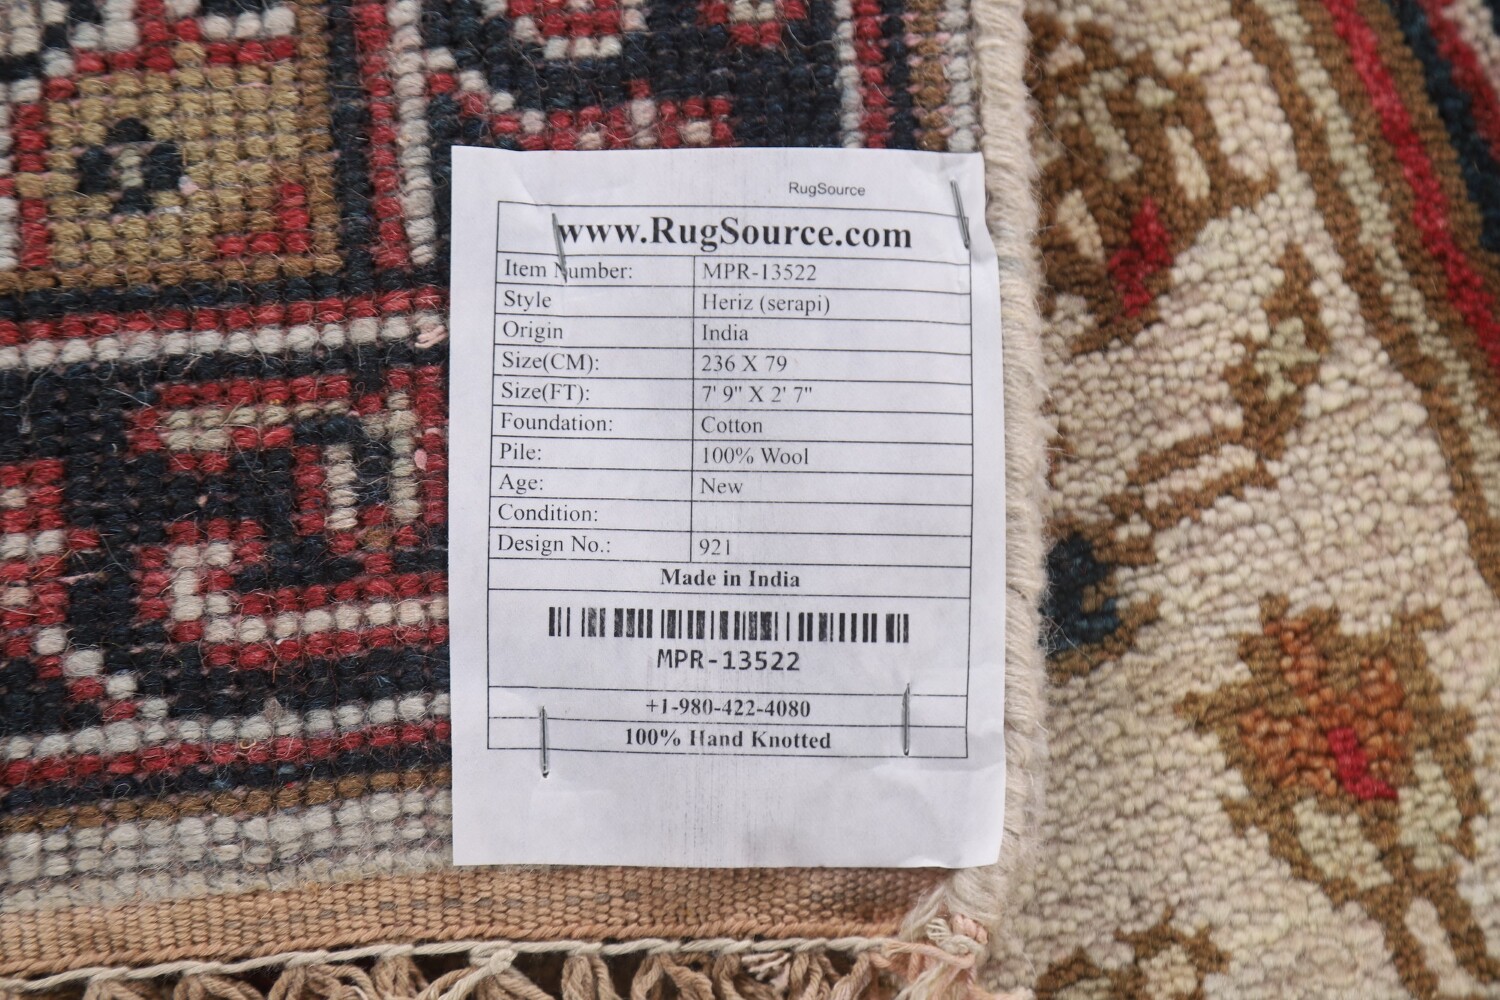 RugSource
www.RugSource.com
Item Number: MPR-13522
Style Heriz (serapi)
Origin India
Size(CM): 236 X 79
Size(FT): 7' 9" X 2' 7"
Foundation: Cotton
Pile: 100% Wool
Age: New
Condition:
Design No.: 921
Made in India
MPR-13522
+1-980-422-4080
100% Hand Knotted